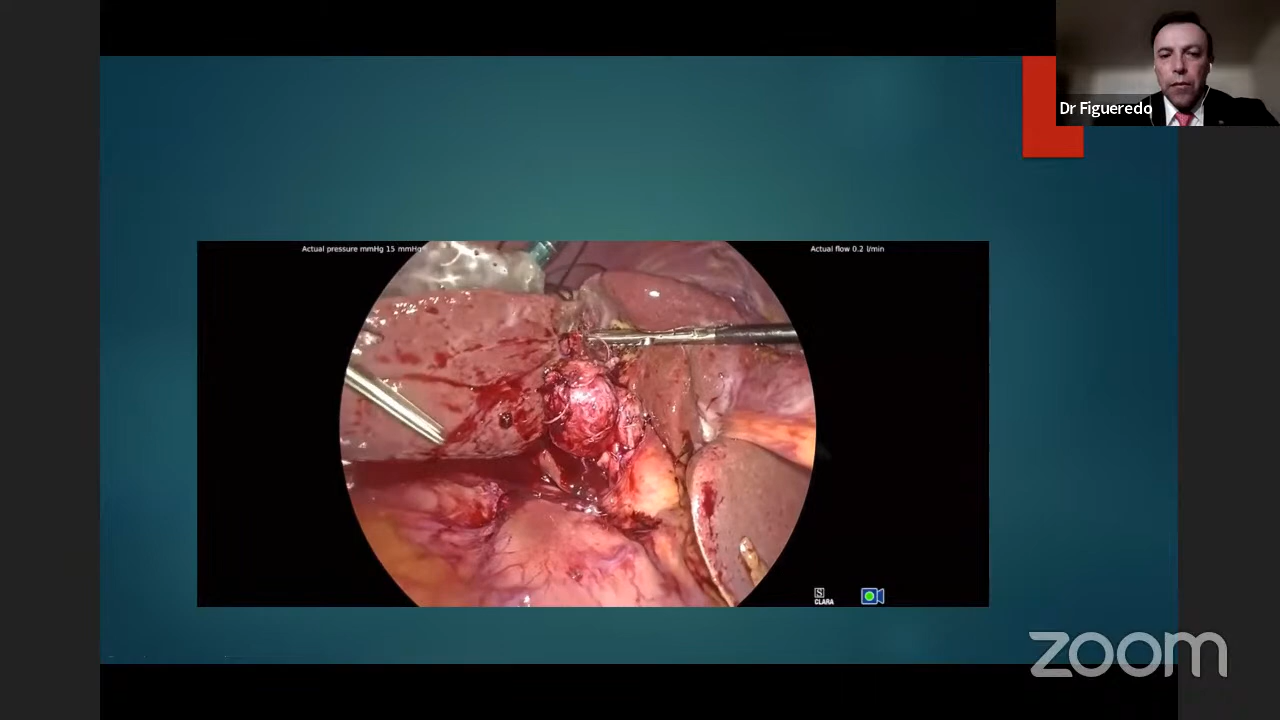 Dr Figueredo
Actual pressure mmHg 15 mmHg
Actual flow 0.2 l/min
S
CLARA
zoom